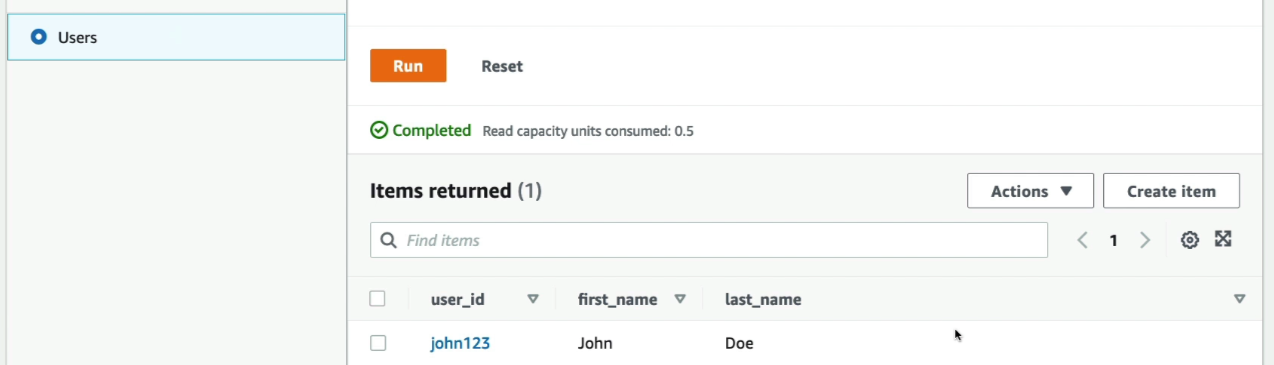 Users
Run Reset
Completed Read capacity units consumed: 0.5
Items returned (1) Actions Create item
Find items 1
user_id first_name last_name
john123 John Doe